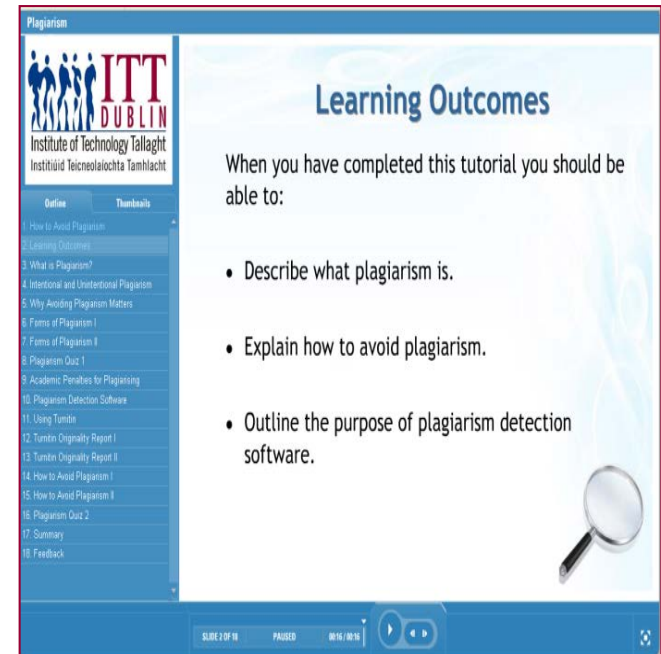 Plagiarism
ITT
DUBLIN
Institute of Technology Tallaght
Institiúid Teicneolaíochta Tamhlacht
Outline Thumbnails
1. How to Avoid Plagiarism
2. Learning Outcomes
3. What is Plagiarism?
4. Intentional and Unintentional Plagiarism
5. Why Avoiding Plagiarism Matters
6. Forms of Plagiarism I
7. Forms of Plagiarism II
8. Plagiarism Quiz 1
9. Academic Penalties for Plagiarising
10. Plagiarism Detection Software
11. Using Turnitin
12. Turnitin Originality Report I
13. Turnitin Originality Report II
14. How to Avoid Plagiarism I
15. How to Avoid Plagiarism II
16. Plagiarism Quiz 2
17. Summary
18. Feedback
Learning Outcomes
When you have completed this tutorial you should be
able to:
• Describe what plagiarism is.
• Explain how to avoid plagiarism.
• Outline the purpose of plagiarism detection
software.
SLIDE 2 OF 18 PAUSED 00:16 / 00:16